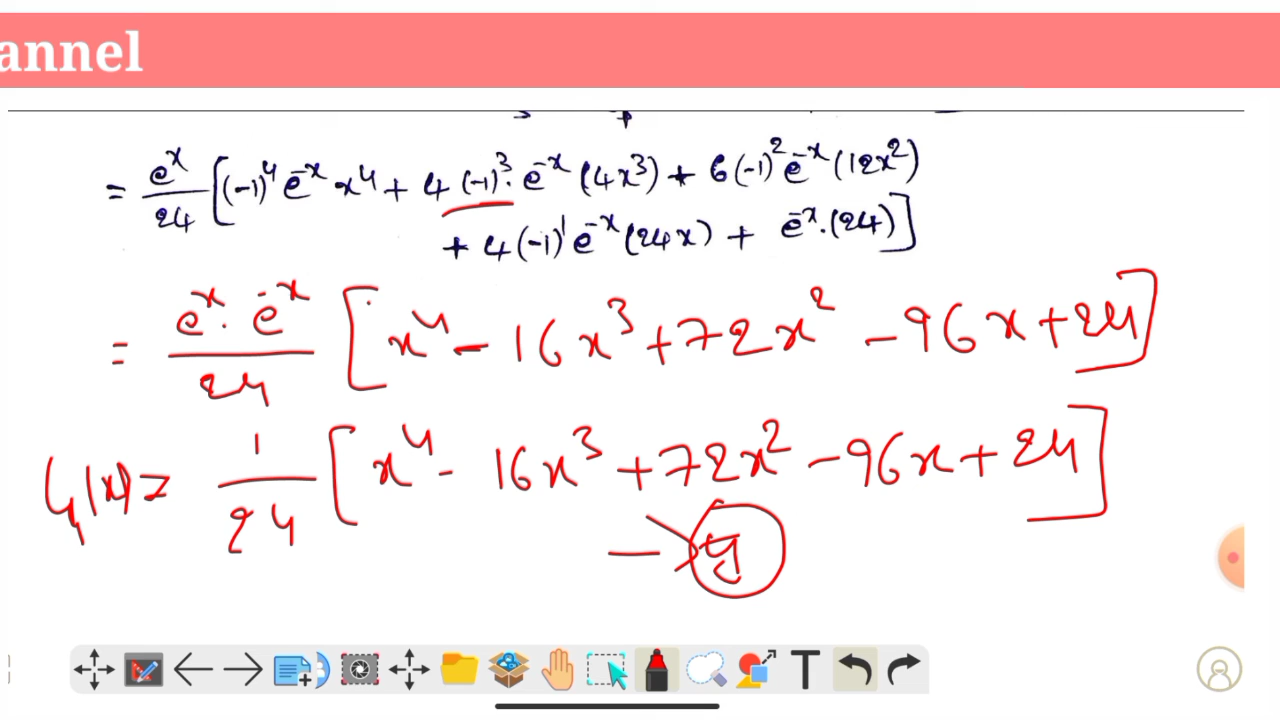 annel
= e^x/24 [(-1)^4 e^-x x^4 + 4 (-1)^3 · e^-x (4x^3) + 6 (-1)^2 e^-x (12x^2)
+ 4 (-1)^1 e^-x (24x) + e^-x · (24)]
= e^x · e^-x / 24 [x^4 - 16x^3 + 72x^2 - 96x + 24]
L4(x) = 1/24 [x^4 - 16x^3 + 72x^2 - 96x + 24]
T